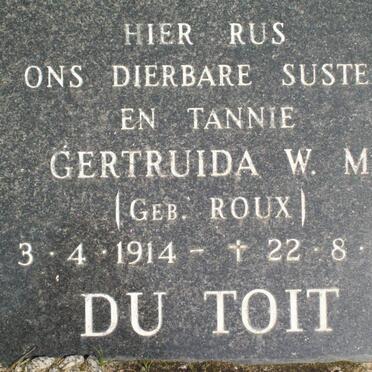 HIER RUS
ONS DIERBARE SUSTE
EN TANNIE
GERTRUIDA W. M
(GEB. ROUX)
3·4·1914 – ✝ 22·8·
DU TOIT